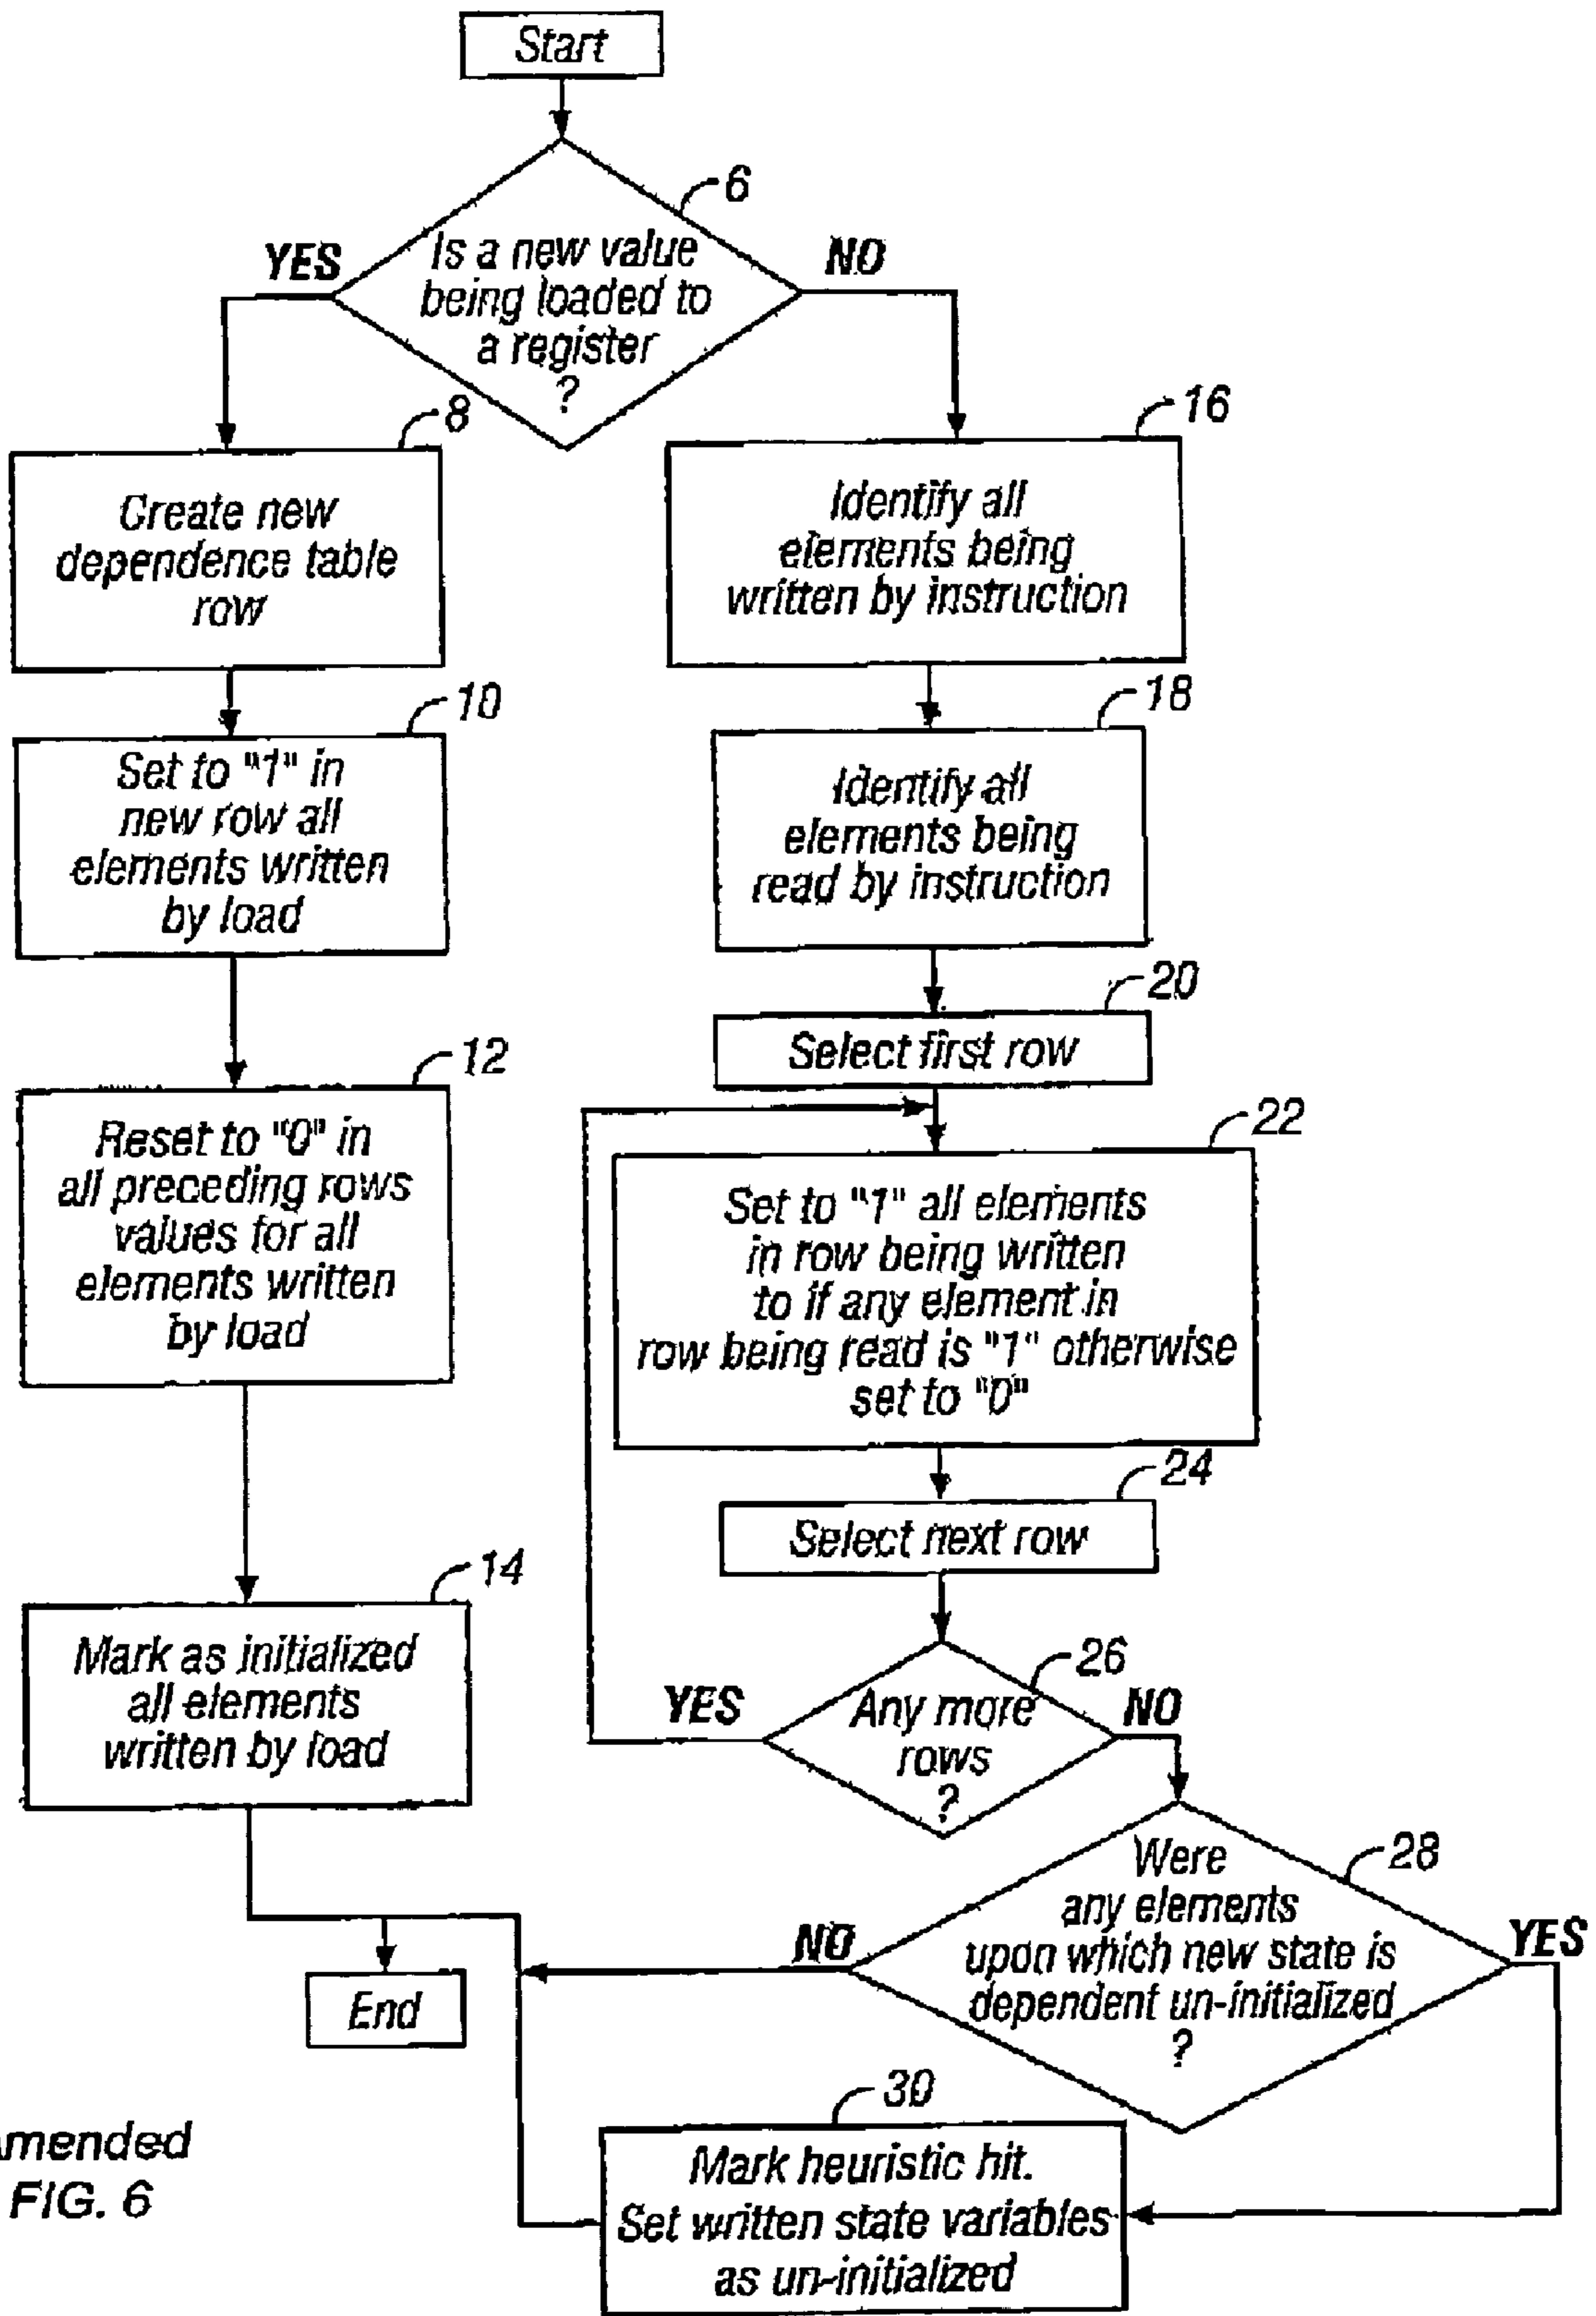 Start
6
YES
NO
Is a new value
being loaded to
a register
?
8
Create new
dependence table
row
10
Set to "1" in
new row all
elements written
by load
12
Reset to "0" in
all preceding rows
values for all
elements written
by load
14
Mark as initialized
all elements
written by load
End
16
Identify all
elements being
written by instruction
18
Identify all
elements being
read by instruction
20
Select first row
22
Set to "1" all elements
in row being written
to if any element in
row being read is "1" otherwise
set to "0"
24
Select next row
26
YES
Any more
rows
?
NO
28
Were
any elements
upon which new state is
dependent un-initialized
?
NO
YES
30
Mark heuristic hit.
Set written state variables
as un-initialized
Amended
FIG. 6